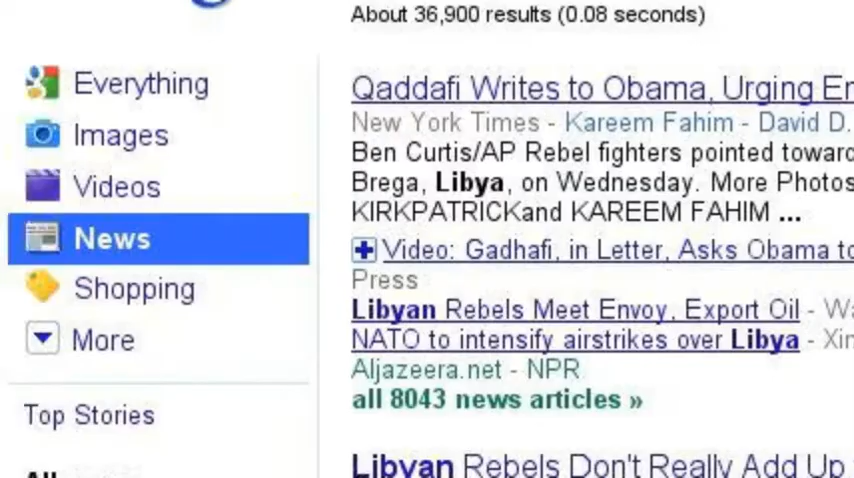 About 36,900 results (0.08 seconds)
Everything
Images
Videos
News
Shopping
More
Top Stories
Qaddafi Writes to Obama, Urging
New York Times - Kareem Fahim - David D.
Ben Curtis/AP Rebel fighters pointed
Brega, Libya, on Wednesday. More Photos
KIRKPATRICKand KAREEM FAHIM ...
Video: Gadhafi, in Letter, Asks Obama
Press
Libyan Rebels Meet Envoy, Export Oil -
NATO to intensify airstrikes over Libya -
Aljazeera.net - NPR
all 8043 news articles »
Libyan Rebels Don't Really Add Up